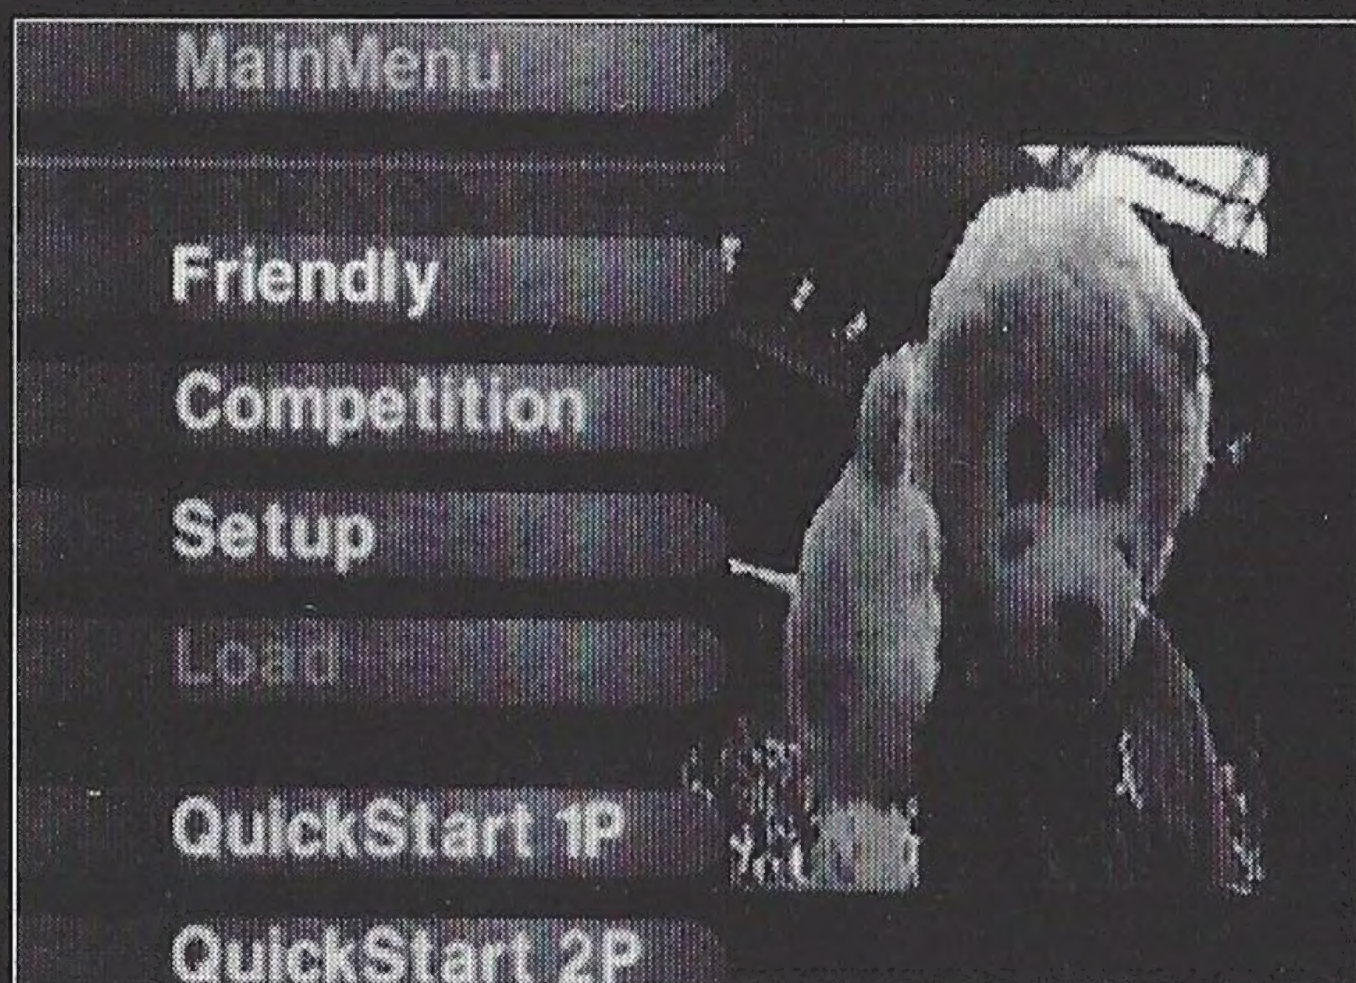 MainMenu
Friendly
Competition
Setup
Load
QuickStart 1P
QuickStart 2P